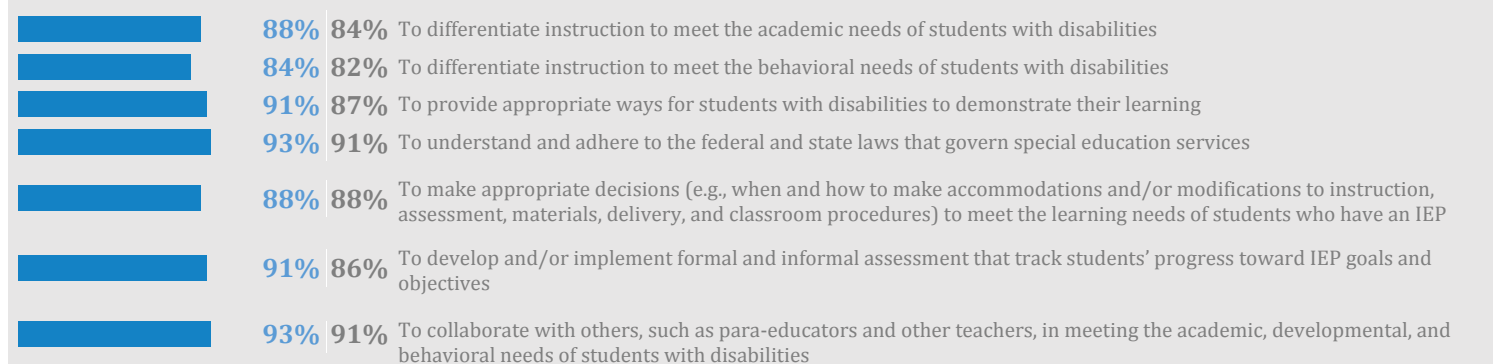 88% 84% To differentiate instruction to meet the academic needs of students with disabilities
84% 82% To differentiate instruction to meet the behavioral needs of students with disabilities
91% 87% To provide appropriate ways for students with disabilities to demonstrate their learning
93% 91% To understand and adhere to the federal and state laws that govern special education services
88% 88% To make appropriate decisions (e.g., when and how to make accommodations and/or modifications to instruction,
assessment, materials, delivery, and classroom procedures) to meet the learning needs of students who have an IEP
91% 86% To develop and/or implement formal and informal assessment that track students’ progress toward IEP goals and
objectives
93% 91% To collaborate with others, such as para-educators and other teachers, in meeting the academic, developmental, and
behavioral needs of students with disabilities